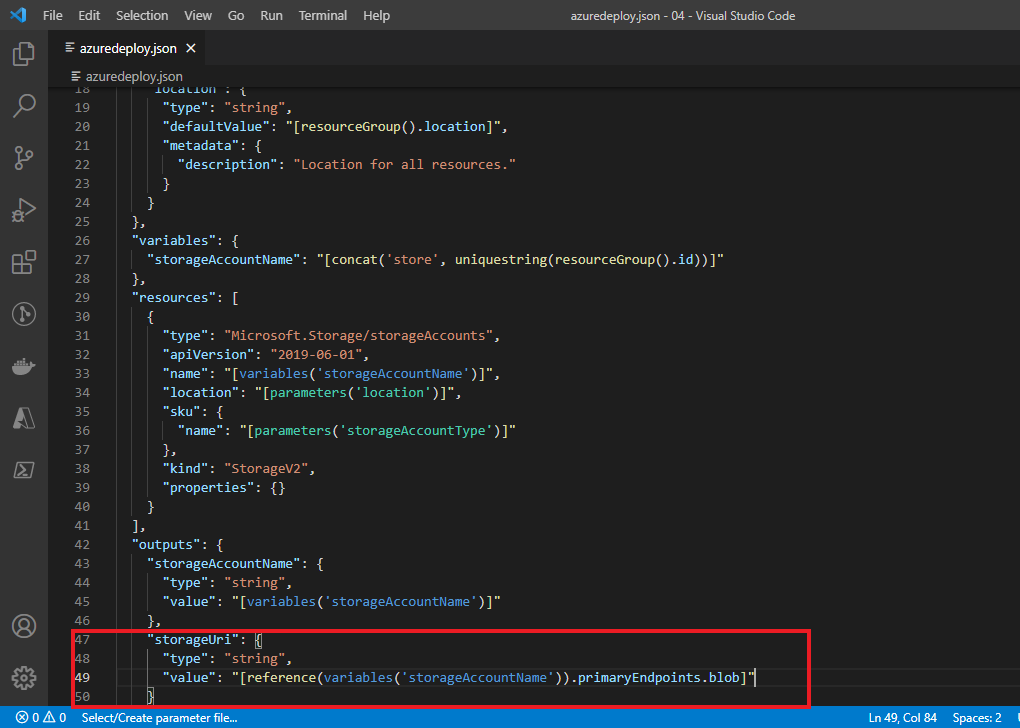 File Edit Selection View Go Run Terminal Help azuredeploy.json - 04 - Visual Studio Code
azuredeploy.json
azuredeploy.json
18 "location": {
19 "type": "string",
20 "defaultValue": "[resourceGroup().location]",
21 "metadata": {
22 "description": "Location for all resources."
23 }
24 }
25 },
26 "variables": {
27 "storageAccountName": "[concat('store', uniquestring(resourceGroup().id))]"
28 },
29 "resources": [
30 {
31 "type": "Microsoft.Storage/storageAccounts",
32 "apiVersion": "2019-06-01",
33 "name": "[variables('storageAccountName')]",
34 "location": "[parameters('location')]",
35 "sku": {
36 "name": "[parameters('storageAccountType')]"
37 },
38 "kind": "StorageV2",
39 "properties": {}
40 }
41 ],
42 "outputs": {
43 "storageAccountName": {
44 "type": "string",
45 "value": "[variables('storageAccountName')]"
46 },
47 "storageUri": {
48 "type": "string",
49 "value": "[reference(variables('storageAccountName')).primaryEndpoints.blob]"
50 }
0 0 Select/Create parameter file... Ln 49, Col 84 Spaces: 2